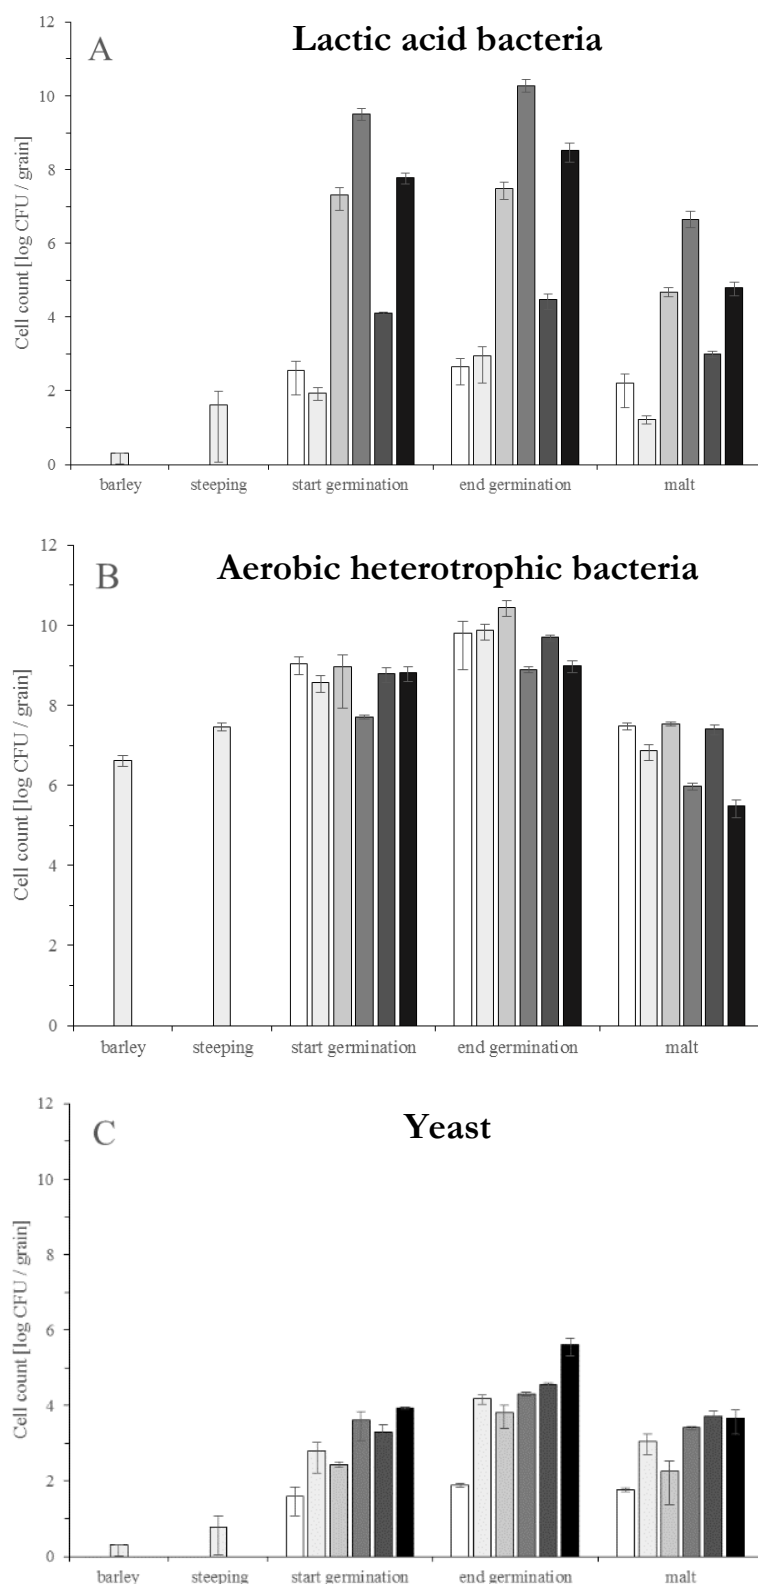 A
Lactic acid bacteria
Cell count [log CFU / grain]
12
10
8
6
4
2
0
barley steeping start germination end germination malt
B
Aerobic heterotrophic bacteria
Cell count [log CFU / grain]
12
10
8
6
4
2
0
barley steeping start germination end germination malt
C
Yeast
Cell count [log CFU / grain]
12
10
8
6
4
2
0
barley steeping start germination end germination malt